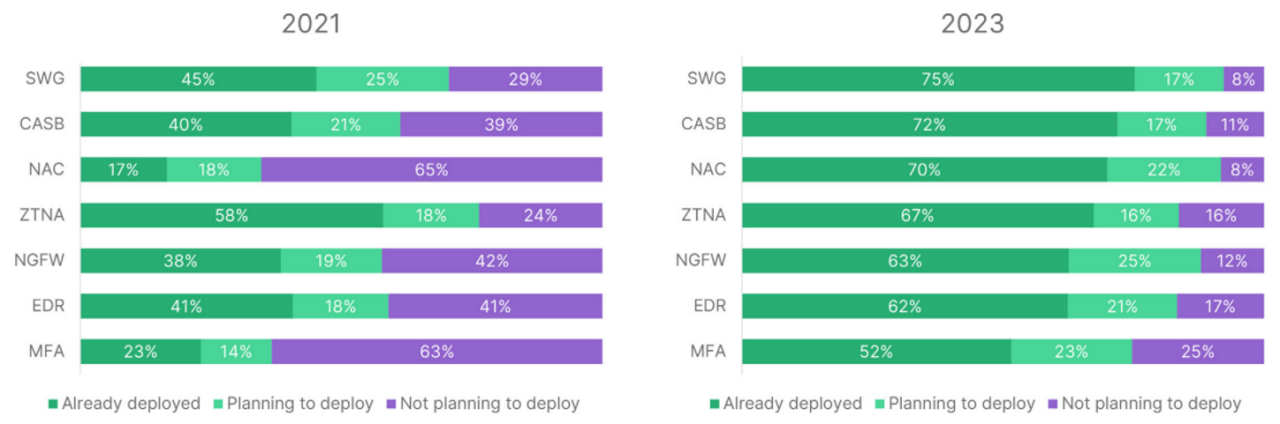 2021
SWG 45% 25% 29%
CASB 40% 21% 39%
NAC 17% 18% 65%
ZTNA 58% 18% 24%
NGFW 38% 19% 42%
EDR 41% 18% 41%
MFA 23% 14% 63%
Already deployed Planning to deploy Not planning to deploy
2023
SWG 75% 17% 8%
CASB 72% 17% 11%
NAC 70% 22% 8%
ZTNA 67% 16% 16%
NGFW 63% 25% 12%
EDR 62% 21% 17%
MFA 52% 23% 25%
Already deployed Planning to deploy Not planning to deploy